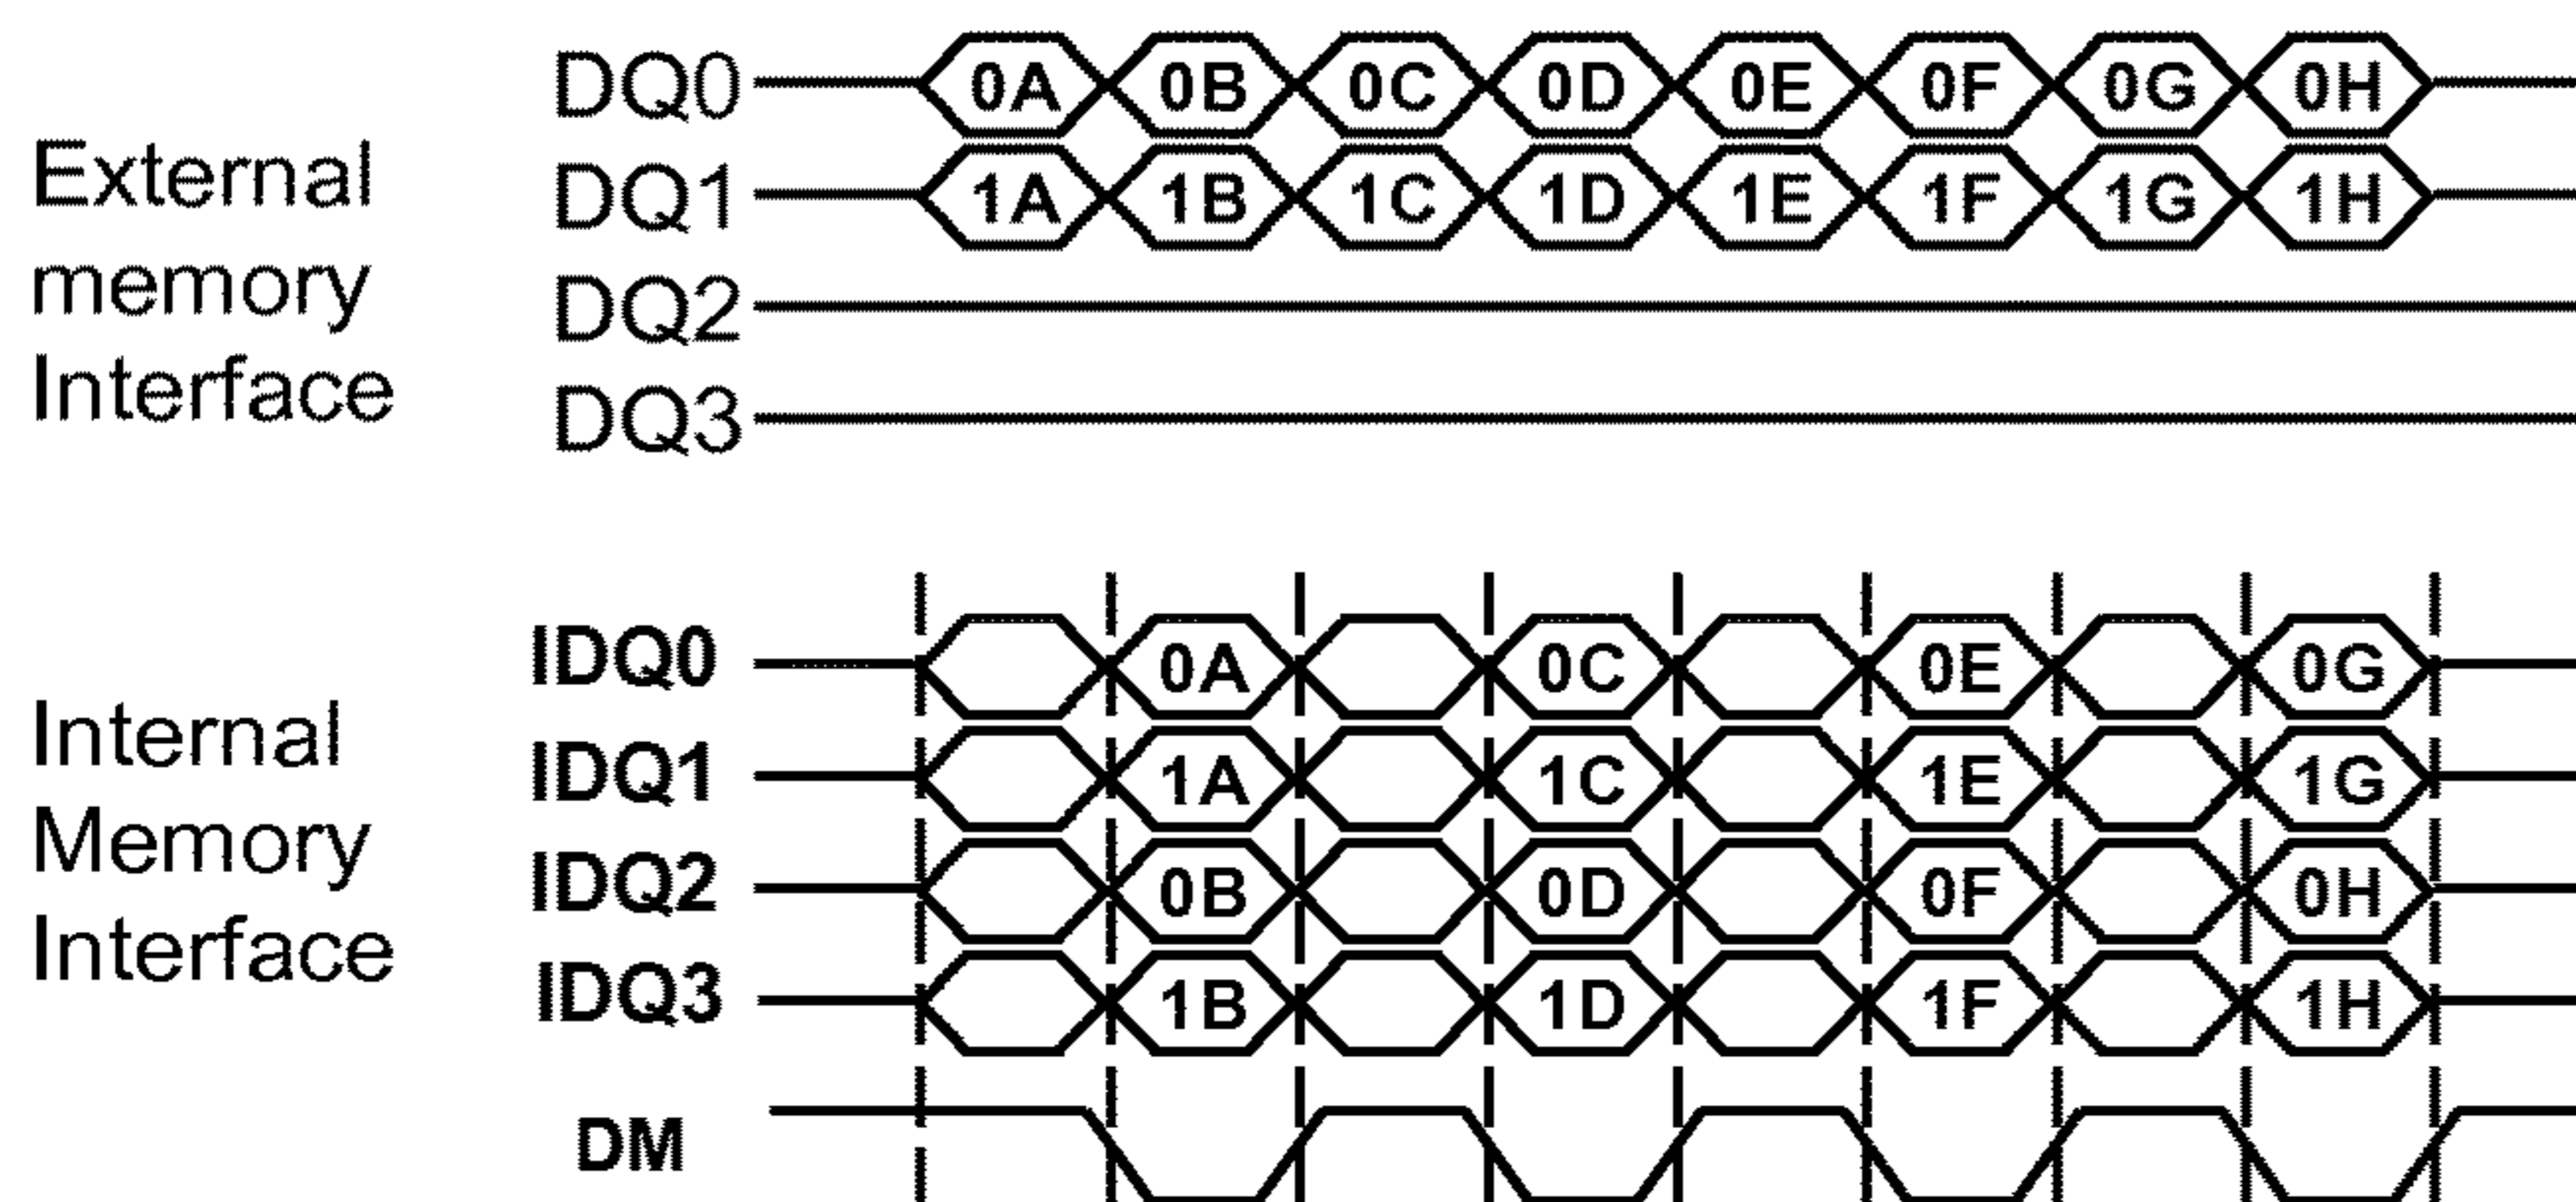 External
memory
Interface
DQ0 0A 0B 0C 0D 0E 0F 0G 0H
DQ1 1A 1B 1C 1D 1E 1F 1G 1H
DQ2
DQ3
Internal
Memory
Interface
IDQ0 0A 0C 0E 0G
IDQ1 1A 1C 1E 1G
IDQ2 0B 0D 0F 0H
IDQ3 1B 1D 1F 1H
DM